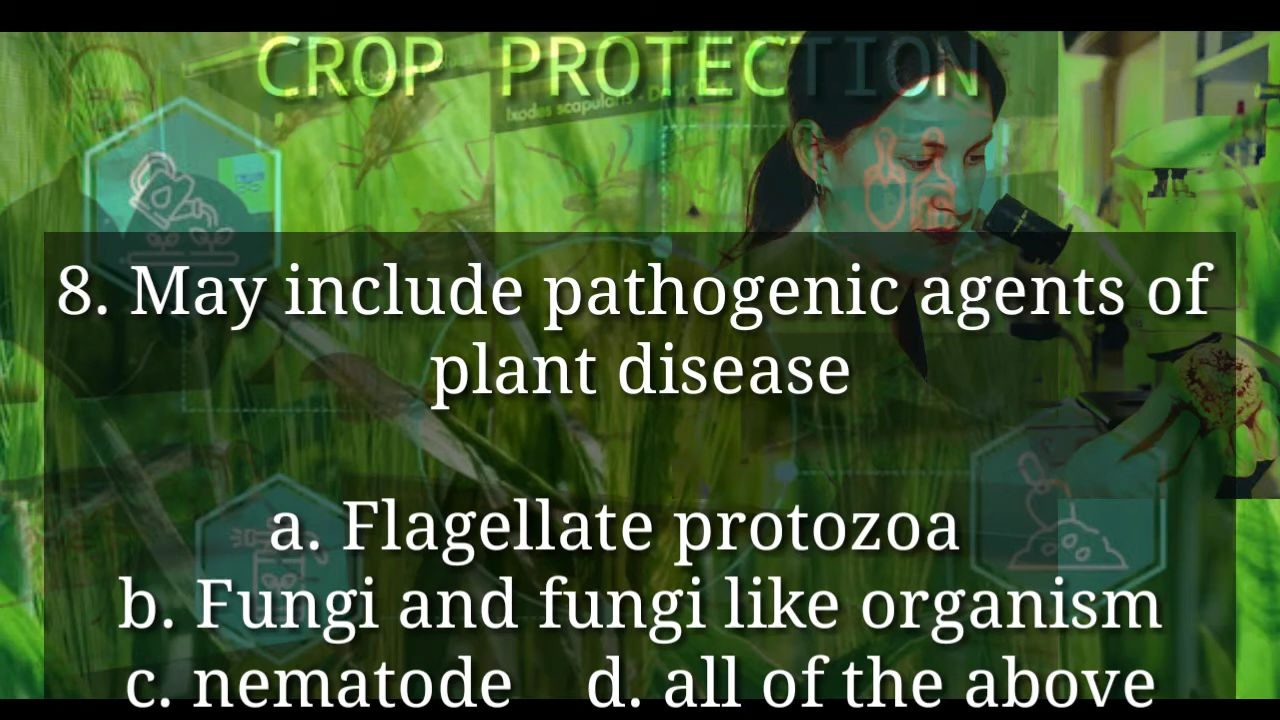 CROP PROTECTION
Ixodes scapularis - D
8. May include pathogenic agents of
plant disease
a. Flagellate protozoa
b. Fungi and fungi like organism
c. nematode d. all of the above